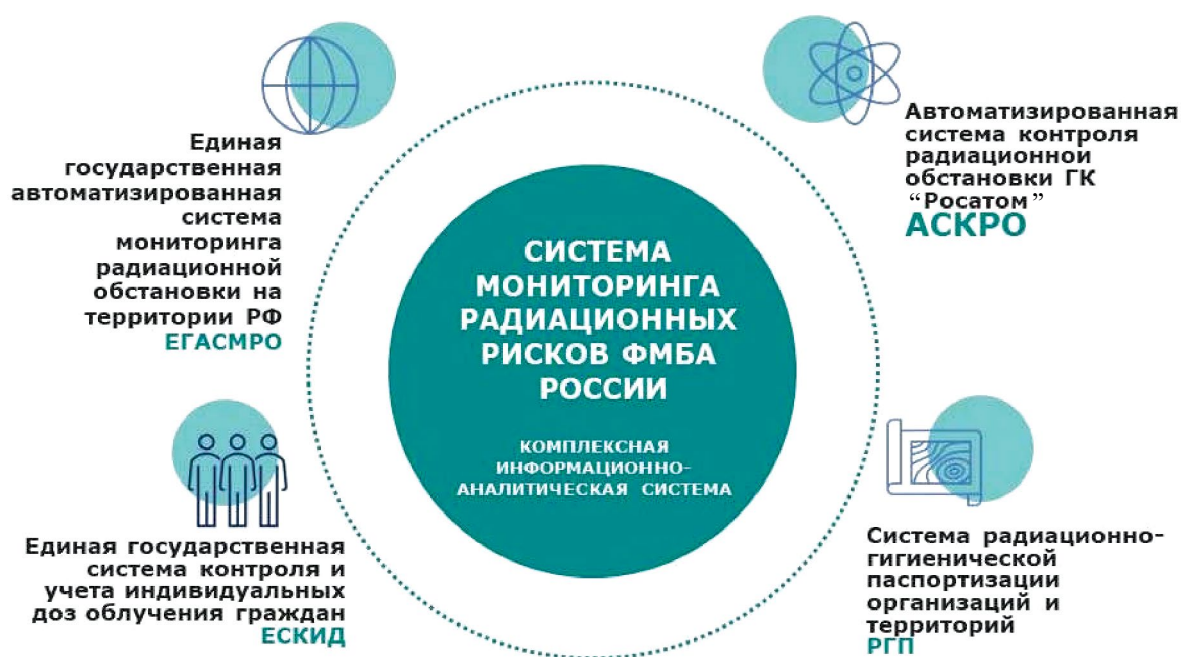 Единая
государственная
автоматизированная
система
мониторинга
радиационной
обстановки на
территории РФ
ЕГАСМРО
Автоматизированная
система контроля
радиационной
обстановки ГК
“Росатом”
АСКРО
СИСТЕМА
МОНИТОРИНГА
РАДИАЦИОННЫХ
РИСКОВ ФМБА
РОССИИ
КОМПЛЕКСНАЯ
ИНФОРМАЦИОННО-
АНАЛИТИЧЕСКАЯ СИСТЕМА
Единая государственная
система контроля и
учета индивидуальных
доз облучения граждан
ЕСКИД
Система радиационно-
гигиенической
паспортизации
организаций и
территорий
РГП